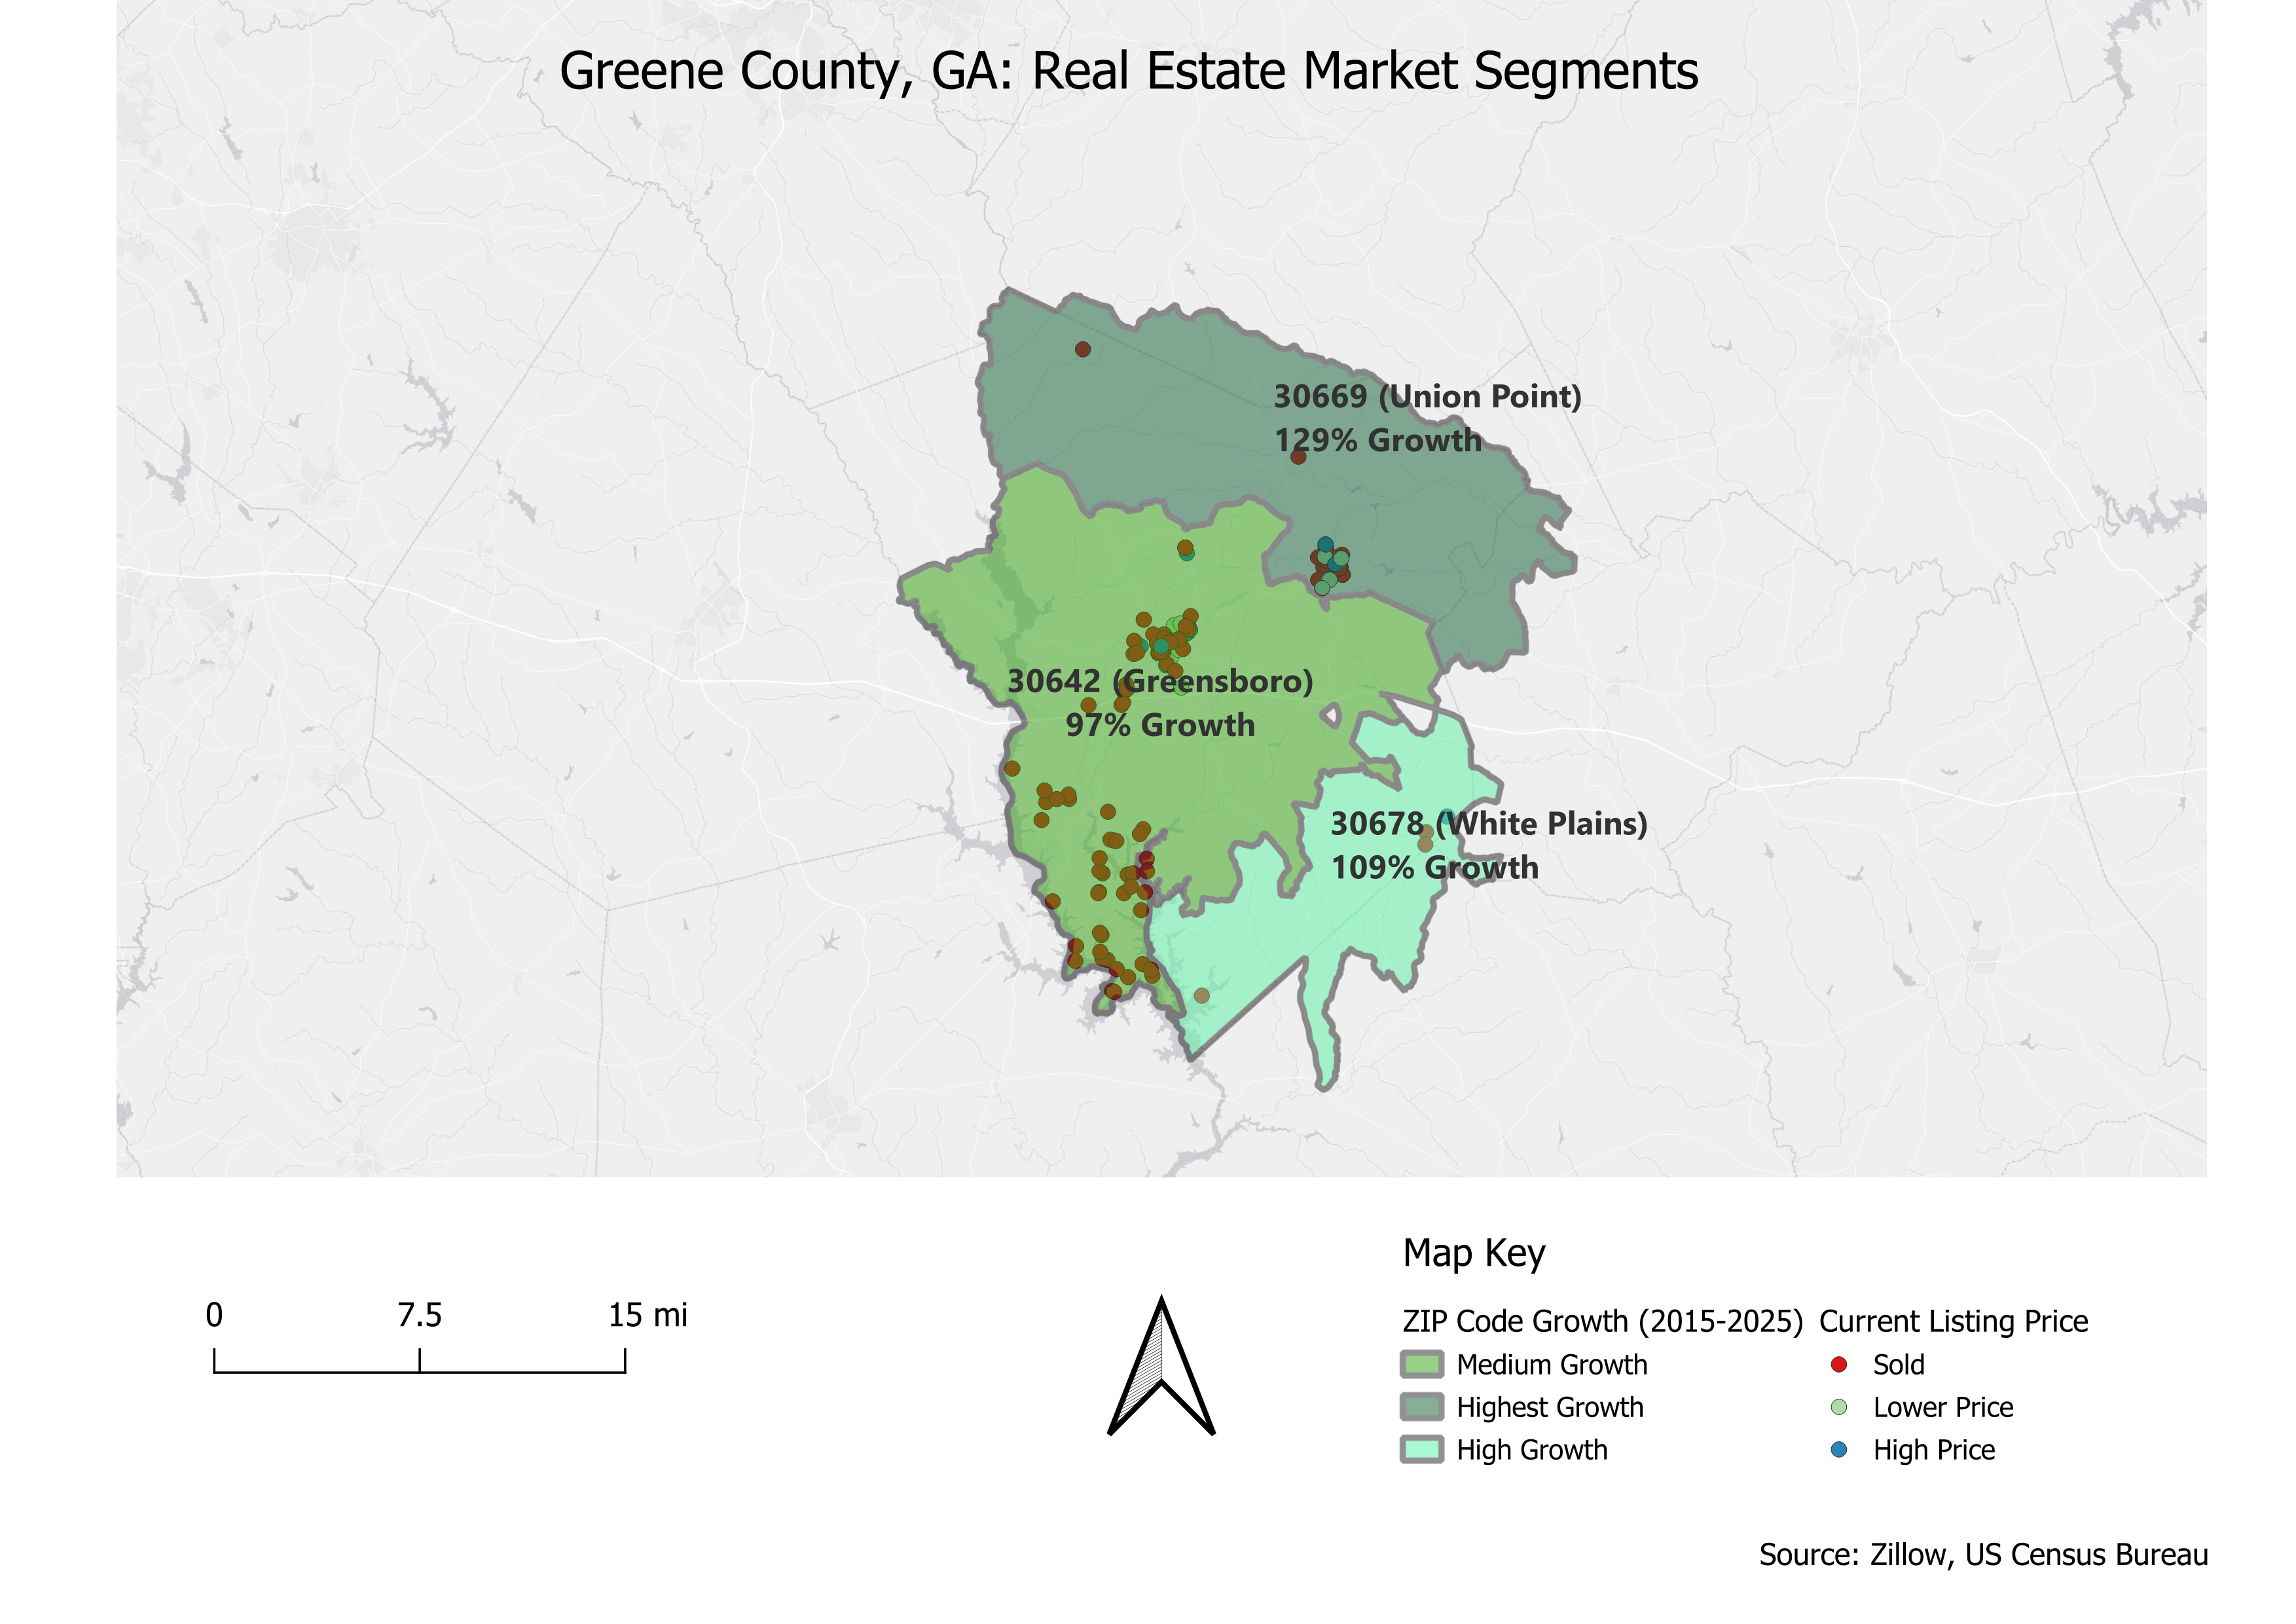 Greene County, GA: Real Estate Market Segments
30669 (Union Point)
129% Growth
30642 (Greensboro)
97% Growth
30678 (White Plains)
109% Growth
0 7.5 15 mi
Map Key
ZIP Code Growth (2015-2025)
Medium Growth
Highest Growth
High Growth
Current Listing Price
Sold
Lower Price
High Price
Source: Zillow, US Census Bureau